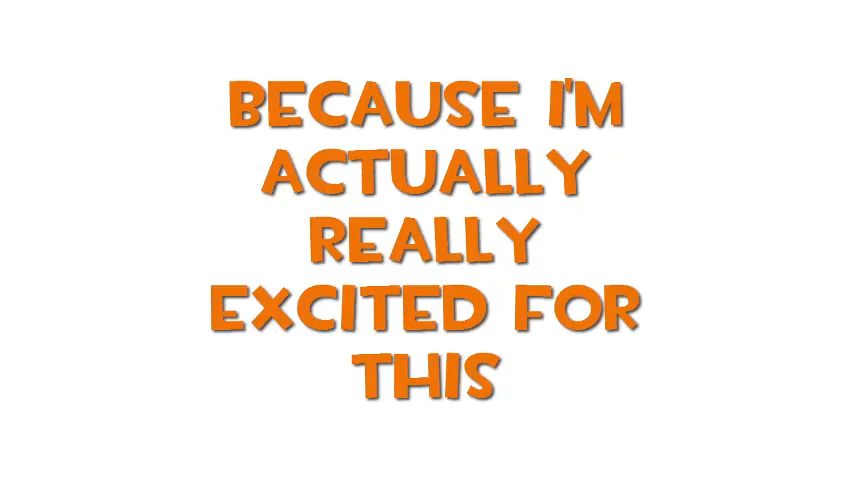 BECAUSE I'M
ACTUALLY
REALLY
EXCITED FOR
THIS